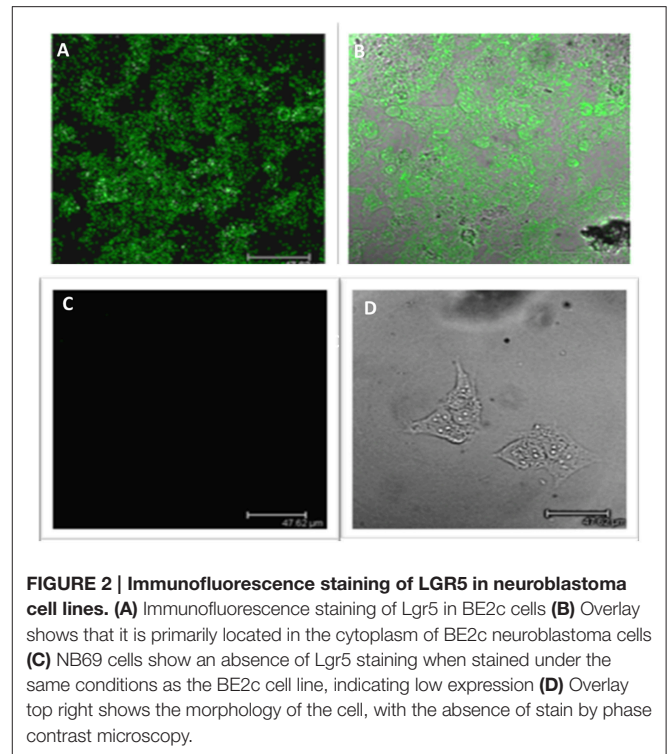 A
B
C
D
47.62 µm
47.62 µm
FIGURE 2 | Immunofluorescence staining of LGR5 in neuroblastoma
cell lines. (A) Immunofluorescence staining of Lgr5 in BE2c cells (B) Overlay
shows that it is primarily located in the cytoplasm of BE2c neuroblastoma cells
(C) NB69 cells show an absence of Lgr5 staining when stained under the
same conditions as the BE2c cell line, indicating low expression (D) Overlay
top right shows the morphology of the cell, with the absence of stain by phase
contrast microscopy.